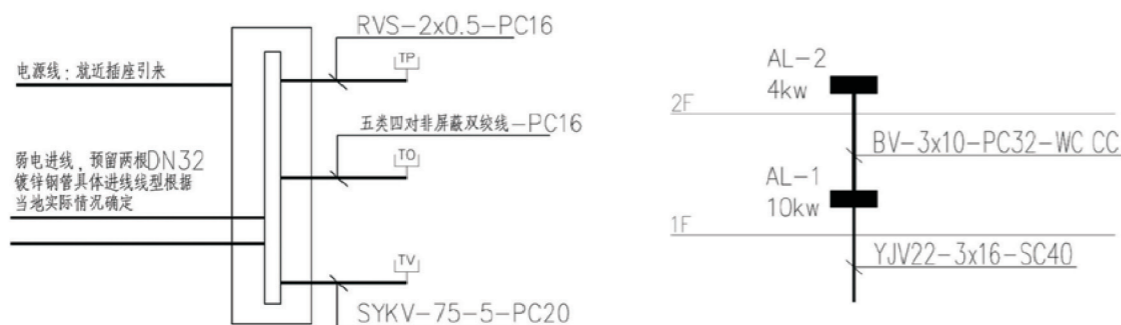 RVS-2x0.5-PC16
TP
电源线：就近插座引来
五类四对非屏蔽双绞线-PC16
TO
弱电进线，预留两根DN32
镀锌钢管具体进线线型根据
当地实际情况确定
TV
SYKV-75-5-PC20
AL-2
4kw
2F
BV-3x10-PC32-WC CC
AL-1
10kw
1F
YJV22-3x16-SC40